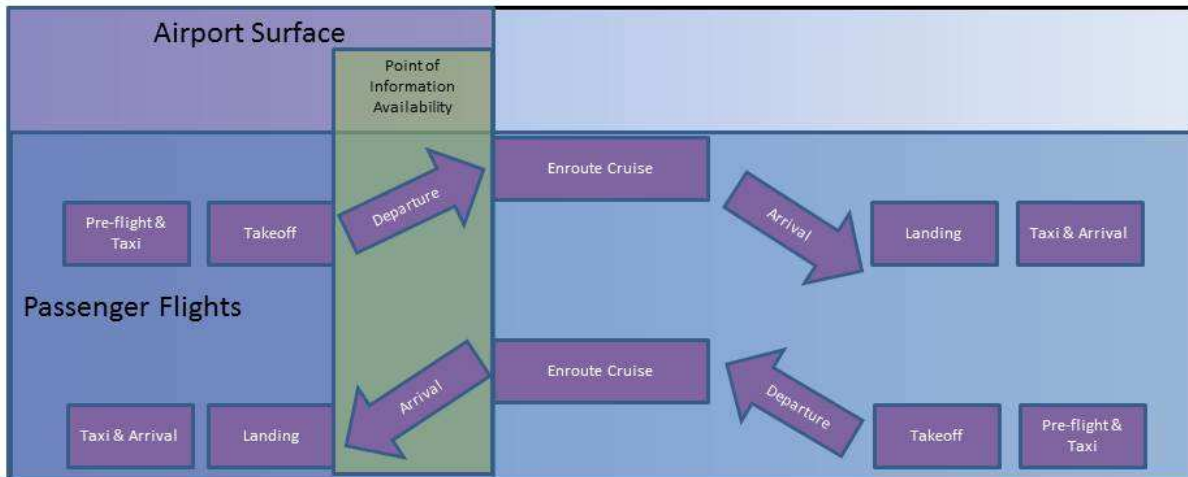 Airport Surface
Point of
Information
Availability
Enroute Cruise
Departure
Arrival
Pre-flight &
Taxi
Takeoff
Landing
Taxi & Arrival
Passenger Flights
Enroute Cruise
Arrival
Departure
Taxi & Arrival
Landing
Takeoff
Pre-flight &
Taxi